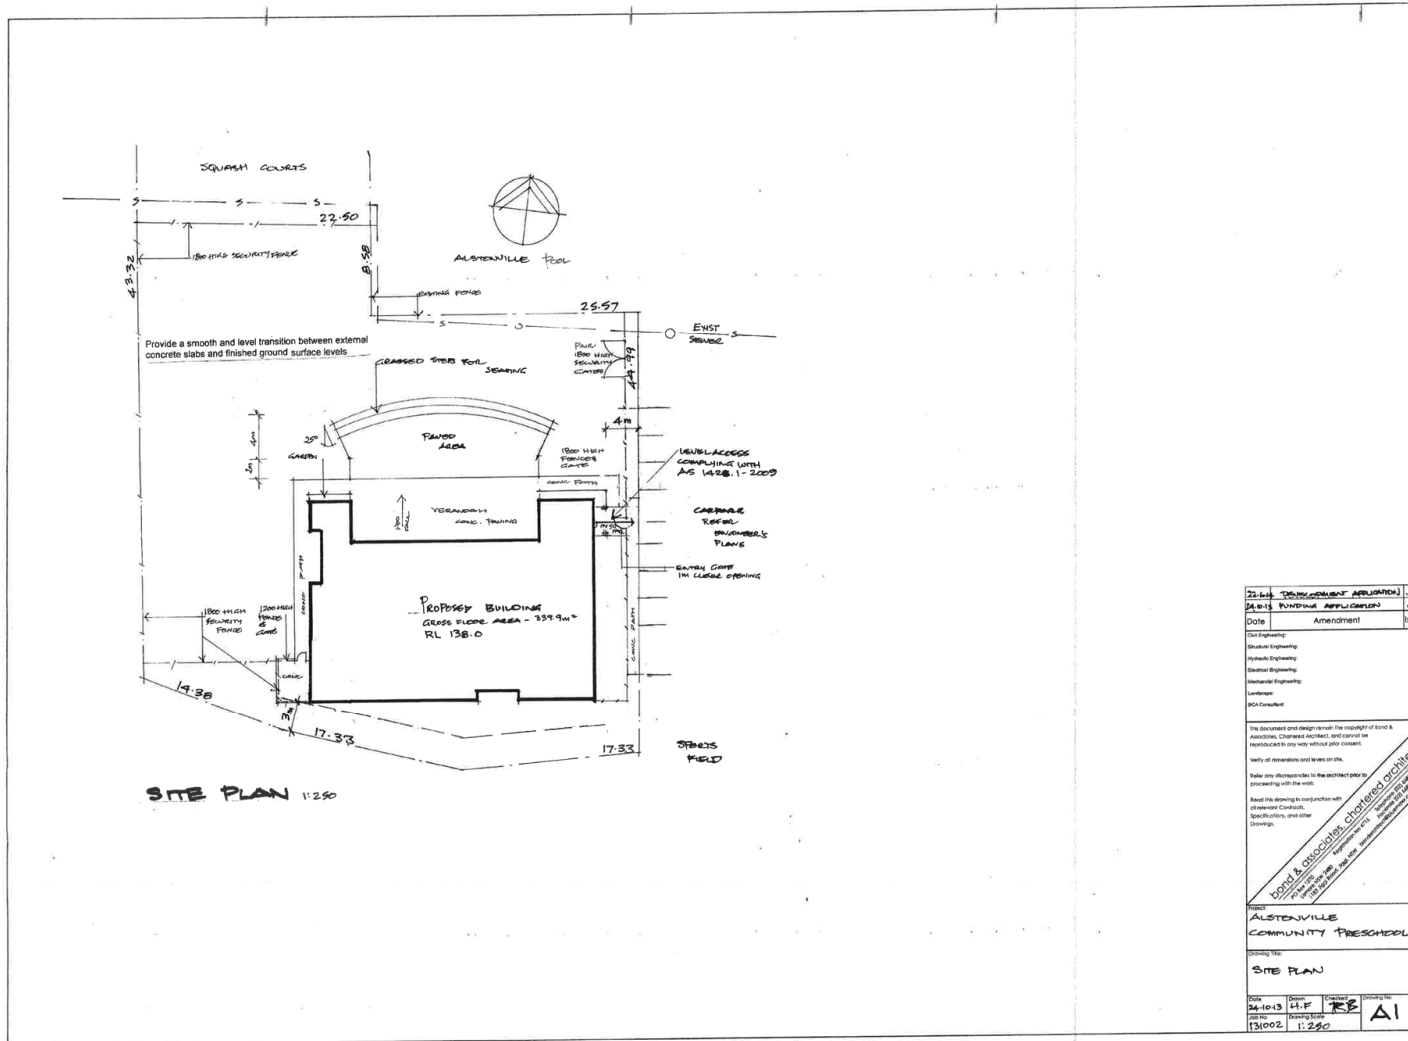 SQUASH COURTS
S S S
22.50
1800 HIGH SECURITY FENCE
43.32
8.58
ALSTONVILLE POOL
EXISTING FENCE
25.57
S
EXIST S
SEWER
Provide a smooth and level transition between external
concrete slabs and finished ground surface levels
GRASSED STEPS FOR
SEATING
PAIR
1800 HIGH
SECURITY
GATES
44.99
4m
4m
2m
25°
GARDEN
PAVED
AREA
1800 HIGH
FENCE &
GATE
LEVEL ACCESS
COMPLYING WITH
AS 1428.1-2009
CONC PATH
VERANDAH
CONC. PAVING
FALL
CARPARK
REFER
ENGINEER'S
PLANS
ENTRY GATE
1M CLEAR OPENING
CONC PATH
1800 HIGH
SECURITY
FENCE
1200 HIGH
FENCE
&
GATE
PROPOSED BUILDING
GROSS FLOOR AREA - 339.9m²
RL 138.0
CONC PATH
CONC
14.38
3m
17.33
17.33
SPORTS
FIELD
SITE PLAN 1:250
DEVELOPMENT APPLICATION
24.10.13 FUNDING APPLICATION
Date Amendment
Civil Engineering:
Structural Engineering:
Hydraulic Engineering:
Electrical Engineering:
Mechanical Engineering:
Landscape:
BCA Consultant:
This document and design remain the copyright of Bond &
Associates, Chartered Architect, and cannot be
reproduced in any way without prior consent.
Verify all dimensions and levels on site.
Refer any discrepancies to the architect prior to
proceeding with the work.
Read this drawing in conjunction with
all relevant Contracts,
Specifications, and other
Drawings.
bond & associates, chartered archite
Project:
ALSTONVILLE
COMMUNITY PRESCHOOL
Drawing Title:
SITE PLAN
Date Drawn Checked Drawing No
24-10-13 H.F RB A1
Job No Drawing Scale
131002 1:250